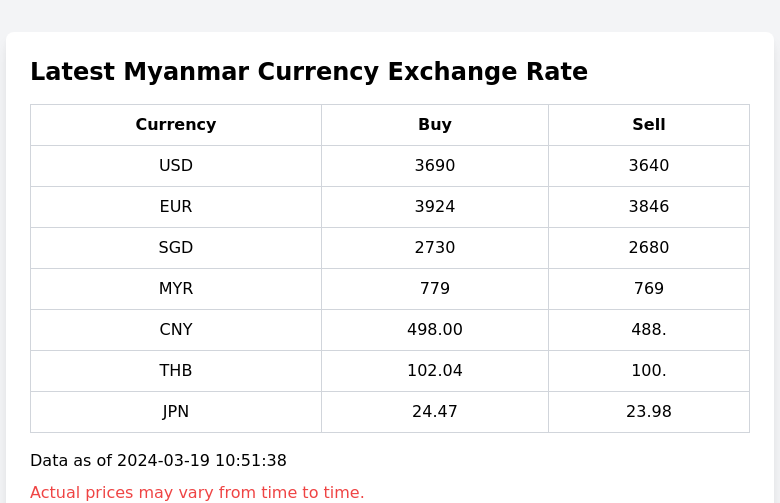 Latest Myanmar Currency Exchange Rate
Currency Buy Sell
USD 3690 3640
EUR 3924 3846
SGD 2730 2680
MYR 779 769
CNY 498.00 488.
THB 102.04 100.
JPN 24.47 23.98
Data as of 2024-03-19 10:51:38
Actual prices may vary from time to time.